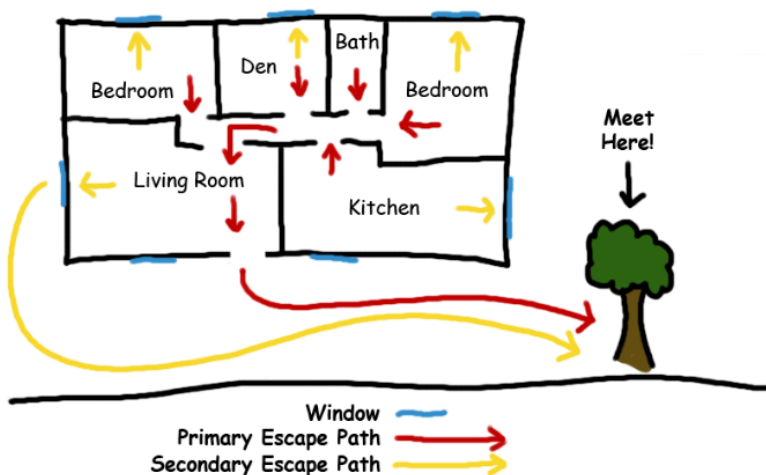 Bath
Den
Bedroom
Bedroom
Meet
Here!
Living Room
Kitchen
Window
Primary Escape Path
Secondary Escape Path